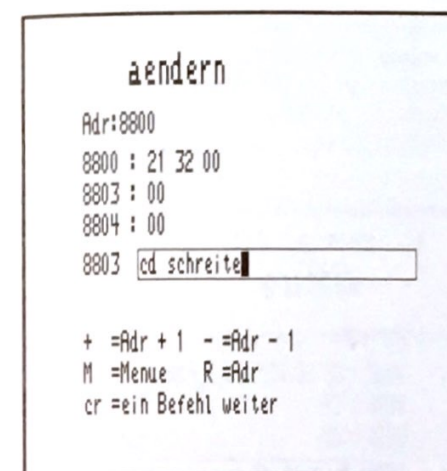 aendern
Adr:8800
8800 : 21 32 00
8803 : 00
8804 : 00
8803 cd schreite
+ =Adr + 1 - =Adr - 1
M =Menue R =Adr
cr =ein Befehl weiter